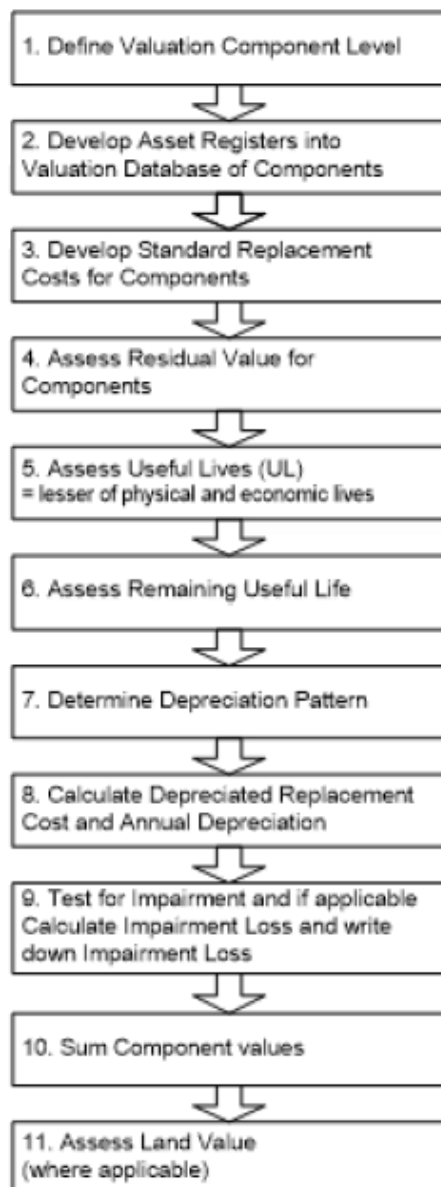 1. Define Valuation Component Level
2. Develop Asset Registers into
Valuation Database of Components
3. Develop Standard Replacement
Costs for Components
4. Assess Residual Value for
Components
5. Assess Useful Lives (UL)
= lesser of physical and economic lives
6. Assess Remaining Useful Life
7. Determine Depreciation Pattern
8. Calculate Depreciated Replacement
Cost and Annual Depreciation
9. Test for Impairment and if applicable
Calculate Impairment Loss and write
down Impairment Loss
10. Sum Component values
11. Assess Land Value
(where applicable)